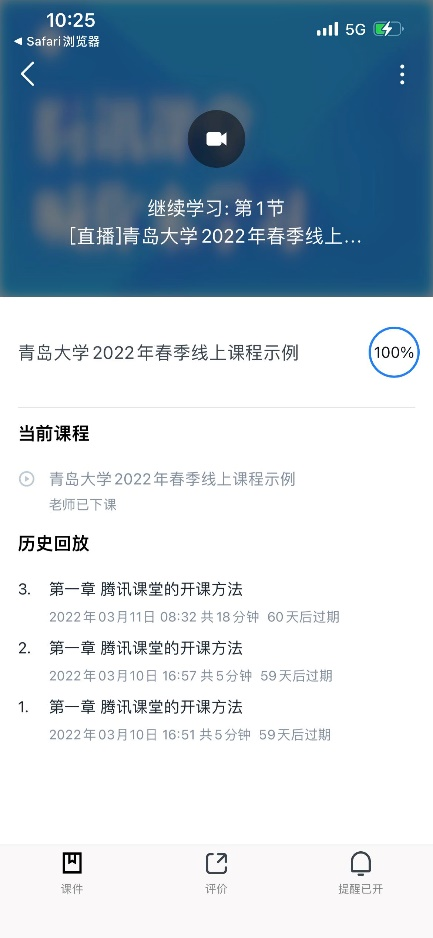 10:25
5G
◀ Safari浏览器
继续学习: 第1节
[直播]青岛大学2022年春季线上...
青岛大学2022年春季线上课程示例
100%
当前课程
青岛大学2022年春季线上课程示例
老师已下课
历史回放
3. 第一章 腾讯课堂的开课方法
2022年03月11日 08:32 共18分钟 60天后过期
2. 第一章 腾讯课堂的开课方法
2022年03月10日 16:57 共5分钟 59天后过期
1. 第一章 腾讯课堂的开课方法
2022年03月10日 16:51 共5分钟 59天后过期
课件
评价
提醒已开